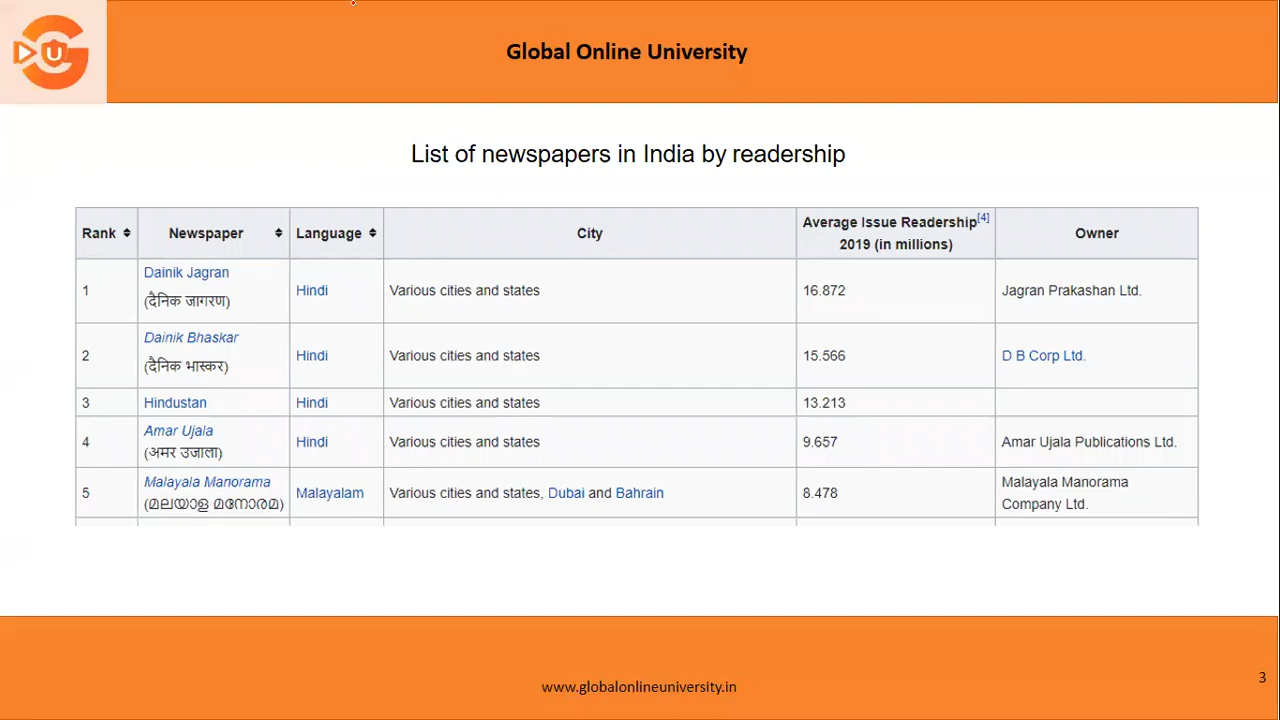 U
Global Online University
List of newspapers in India by readership
Rank Newspaper Language City Average Issue Readership[4] 2019 (in millions) Owner
1 Dainik Jagran (दैनिक जागरण) Hindi Various cities and states 16.872 Jagran Prakashan Ltd.
2 Dainik Bhaskar (दैनिक भास्कर) Hindi Various cities and states 15.566 D B Corp Ltd.
3 Hindustan Hindi Various cities and states 13.213
4 Amar Ujala (अमर उजाला) Hindi Various cities and states 9.657 Amar Ujala Publications Ltd.
5 Malayala Manorama (മലയാള മനോരമ) Malayalam Various cities and states, Dubai and Bahrain 8.478 Malayala Manorama Company Ltd.
www.globalonlineuniversity.in
3